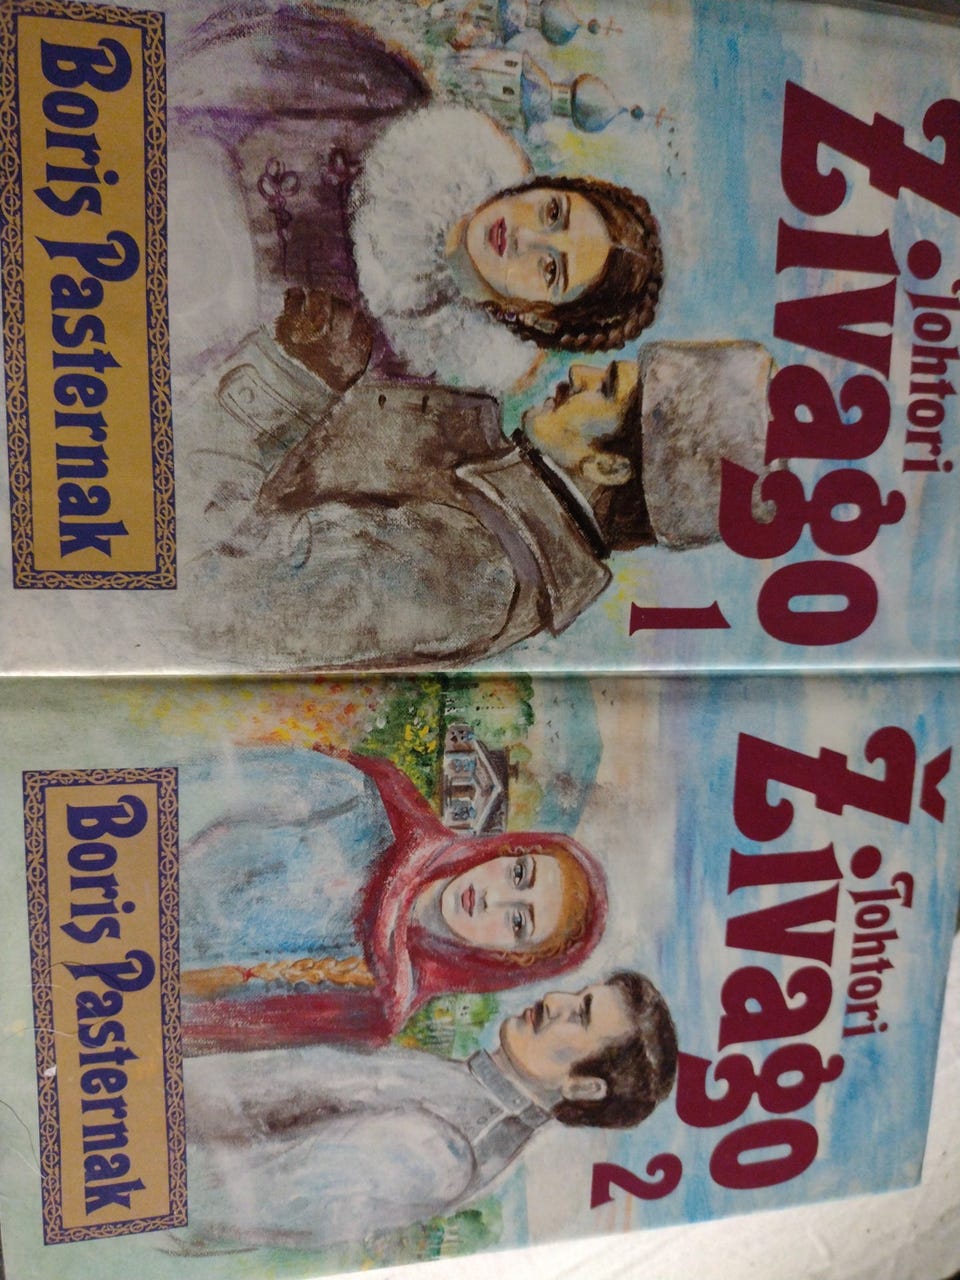 Tohtori
Živago
1
Boris Pasternak
Tohtori
Živago
2
Boris Pasternak